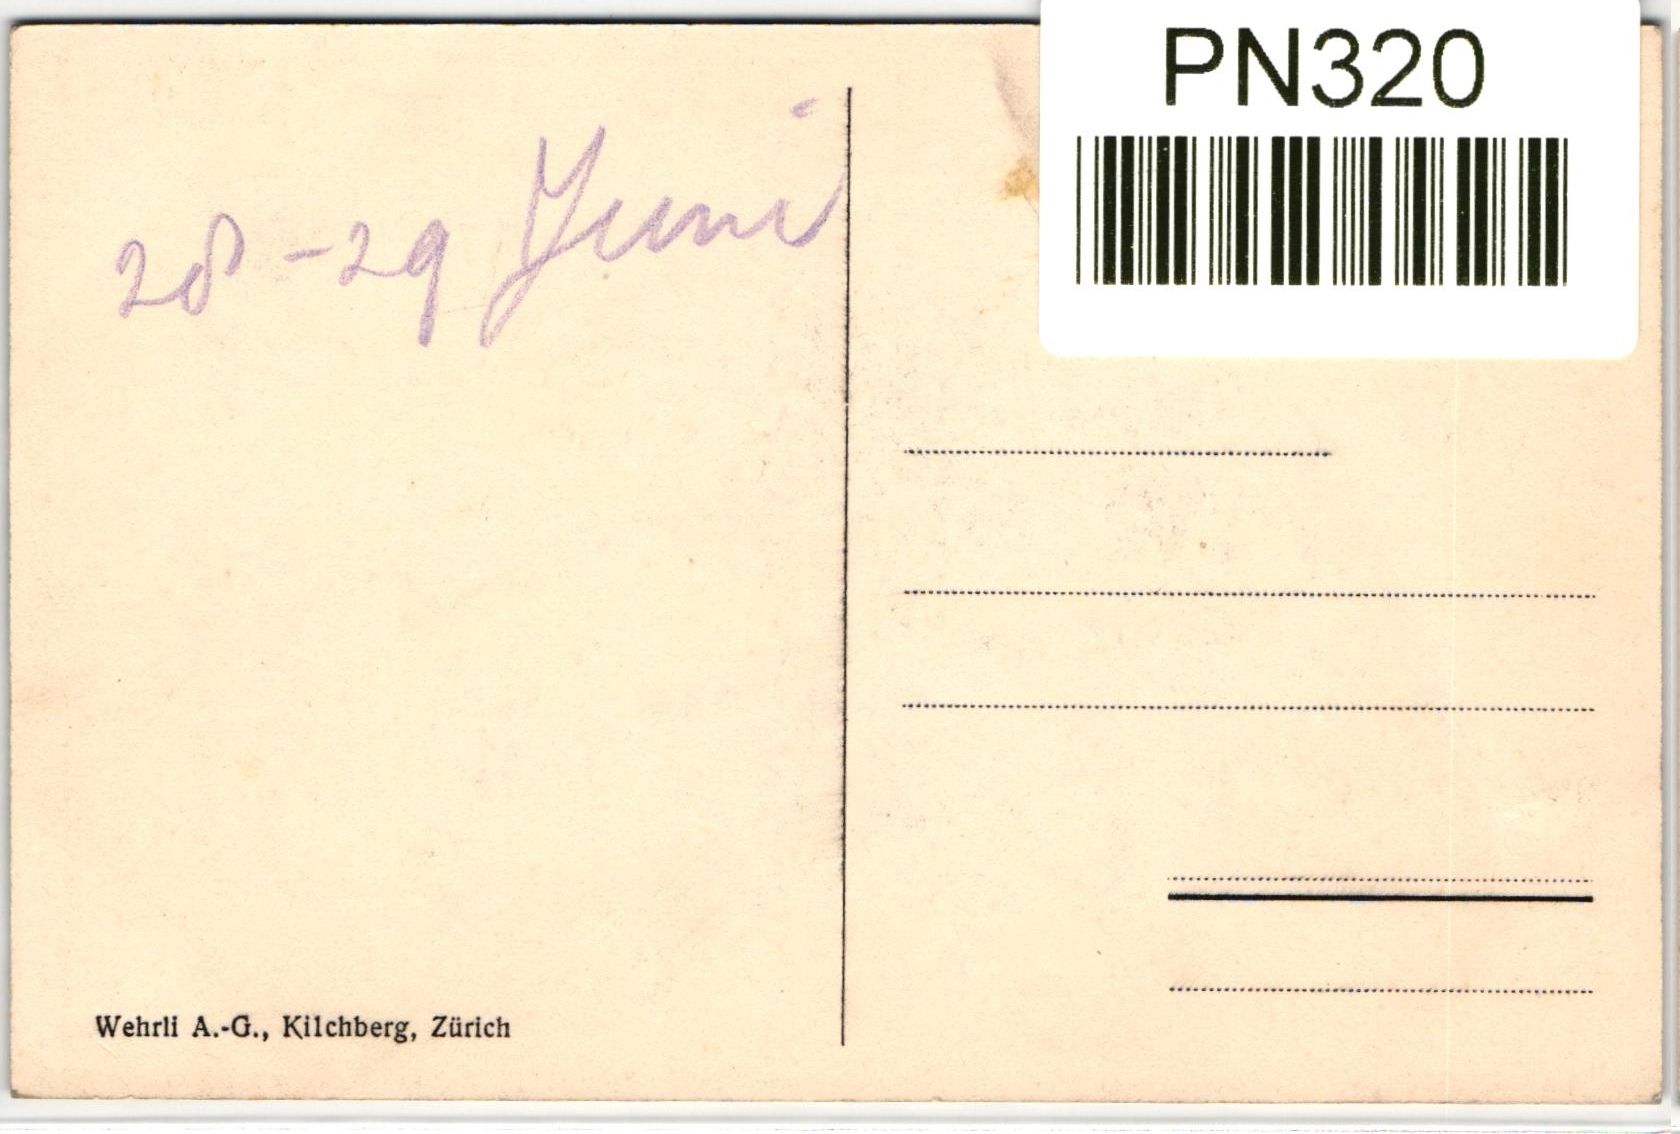 PN320
28 - 29 Juni
Wehrli A.-G., Kilchberg, Zürich